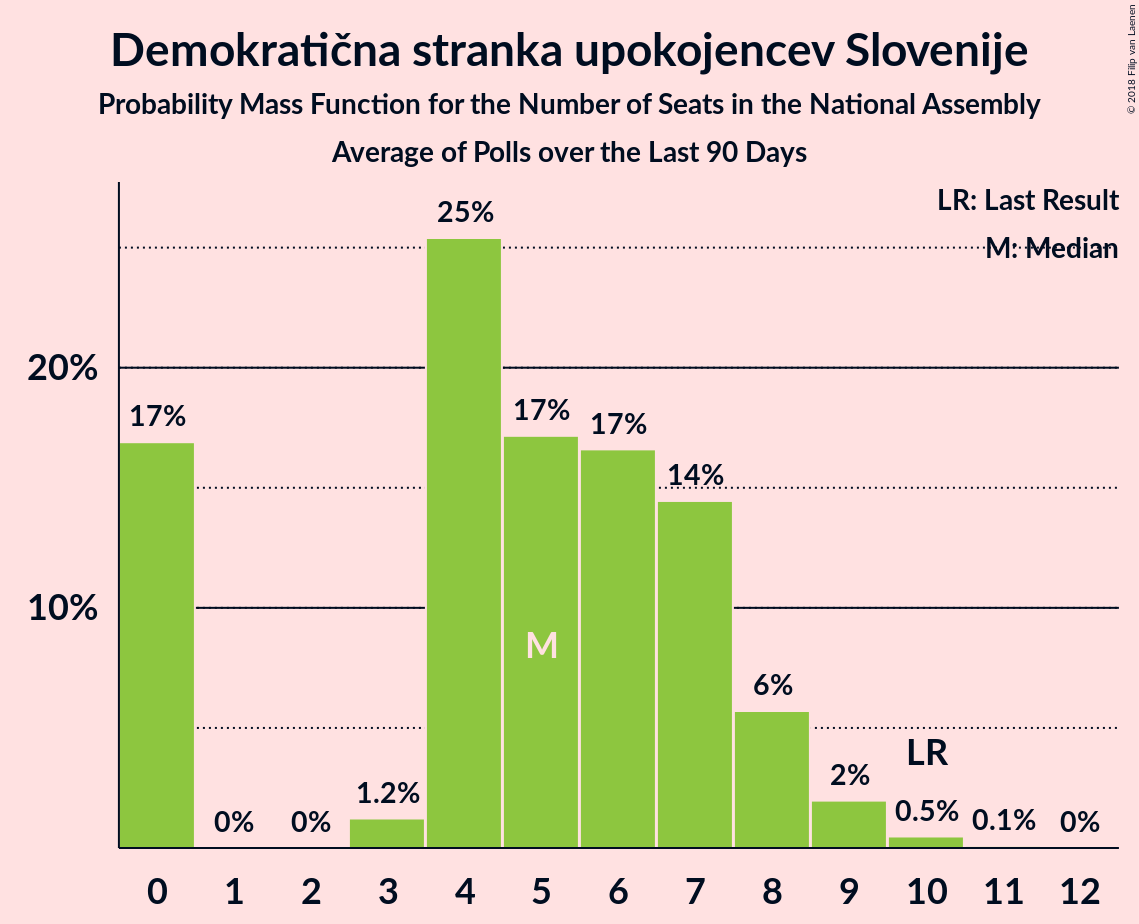 Demokratična stranka upokojencev Slovenije
Probability Mass Function for the Number of Seats in the National Assembly
Average of Polls over the Last 90 Days
© 2018 Filip van Laenen
LR: Last Result
M: Median
20%
10%
17%
0%
0%
1.2%
25%
17%
17%
14%
6%
2%
0.5%
0.1%
0%
M
LR
0 1 2 3 4 5 6 7 8 9 10 11 12